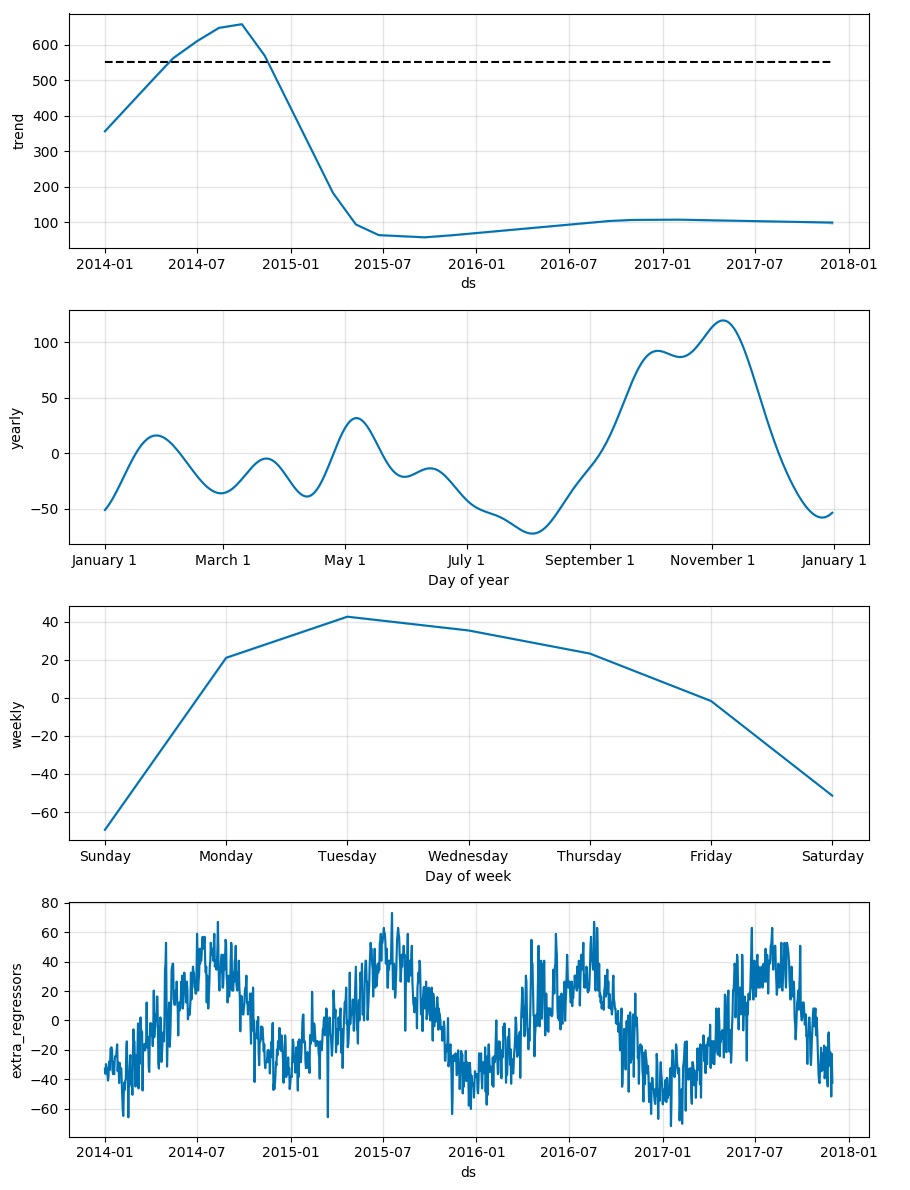 600
500
400
300
200
100
trend
2014-01 2014-07 2015-01 2015-07 2016-01 2016-07 2017-01 2017-07 2018-01
ds
100
50
0
−50
yearly
January 1 March 1 May 1 July 1 September 1 November 1 January 1
Day of year
40
20
0
−20
−40
−60
weekly
Sunday Monday Tuesday Wednesday Thursday Friday Saturday
Day of week
80
60
40
20
0
−20
−40
−60
extra_regressors
2014-01 2014-07 2015-01 2015-07 2016-01 2016-07 2017-01 2017-07 2018-01
ds